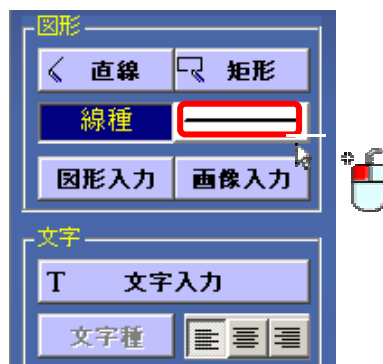 図形
直線 矩形
線種
図形入力 画像入力
文字
T 文字入力
文字種